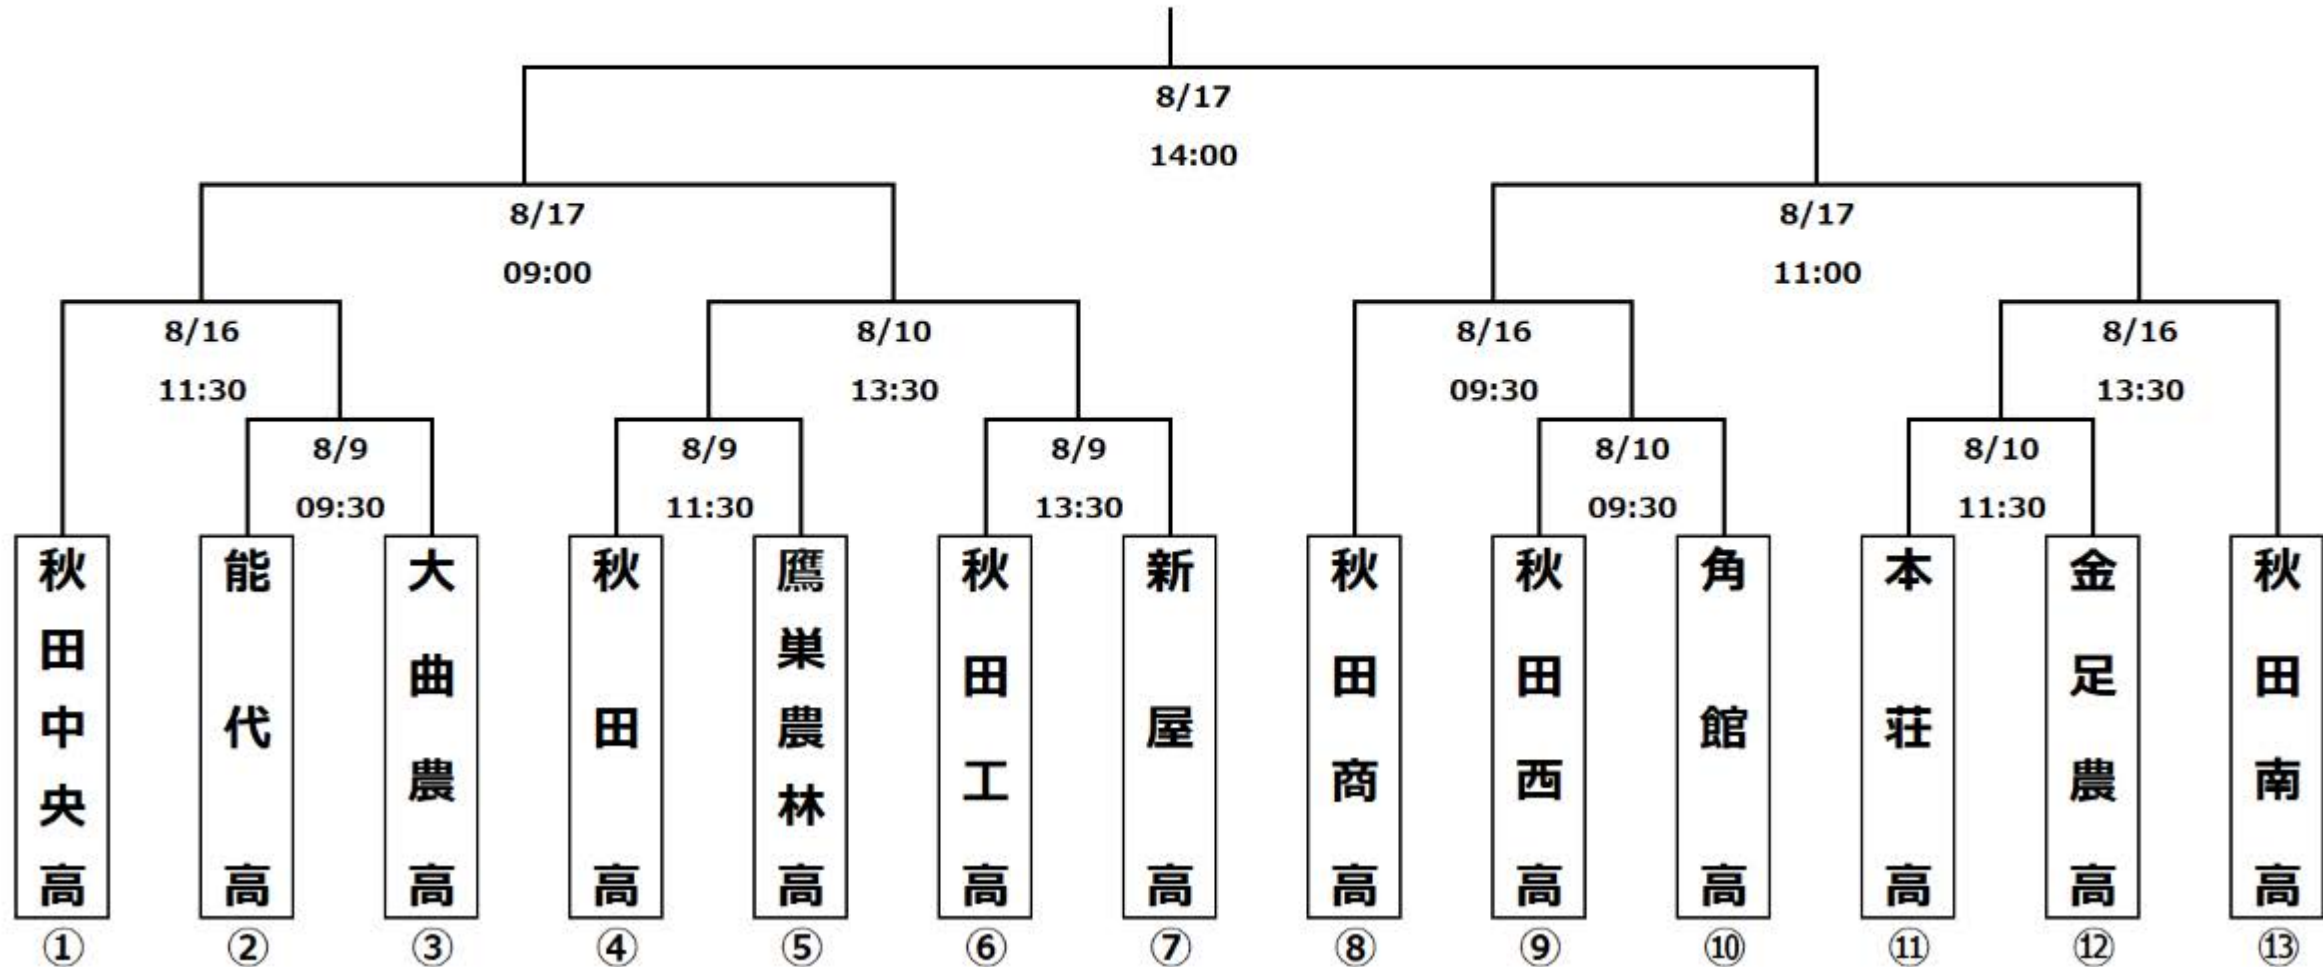 8/17
14:00
8/17
8/17
09:00
11:00
8/16
8/10
8/16
8/16
11:30
13:30
09:30
13:30
8/9
8/9
8/9
8/10
8/10
09:30
11:30
13:30
09:30
11:30
秋田中央高
能代高
大曲農高
秋田高
鷹巣農林高
秋田工高
新屋高
秋田商高
秋田西高
角館高
本荘高
金足農高
秋田南高
① ② ③ ④ ⑤ ⑥ ⑦ ⑧ ⑨ ⑩ ⑪ ⑫ ⑬